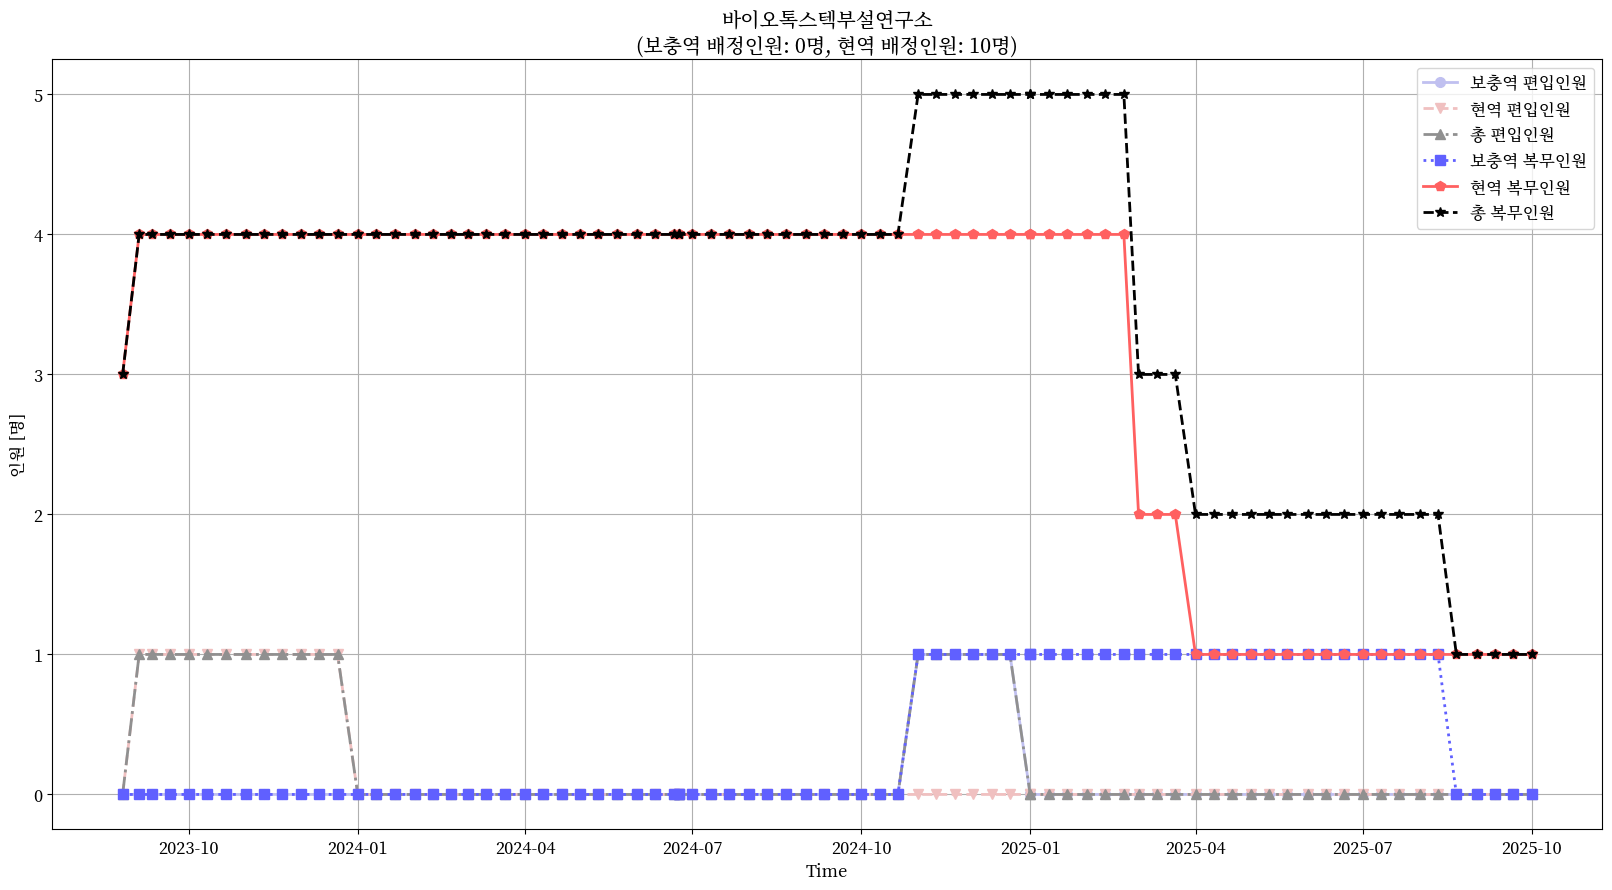 바이오톡스텍부설연구소
(보충역 배정인원: 0명, 현역 배정인원: 10명)
보충역 편입인원
현역 편입인원
총 편입인원
보충역 복무인원
현역 복무인원
총 복무인원
인원 [명]
5
4
3
2
1
0
2023-10
2024-01
2024-04
2024-07
2024-10
2025-01
2025-04
2025-07
2025-10
Time